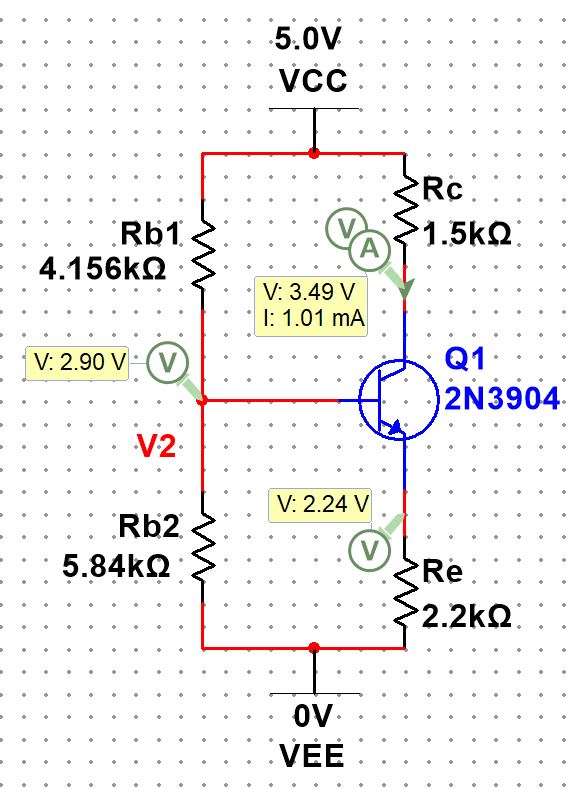 5.0V
VCC
Rb1
4.156kΩ
Rc
1.5kΩ
V
A
V: 3.49 V
I: 1.01 mA
V: 2.90 V
V
Q1
2N3904
V2
V: 2.24 V
V
Rb2
5.84kΩ
Re
2.2kΩ
0V
VEE